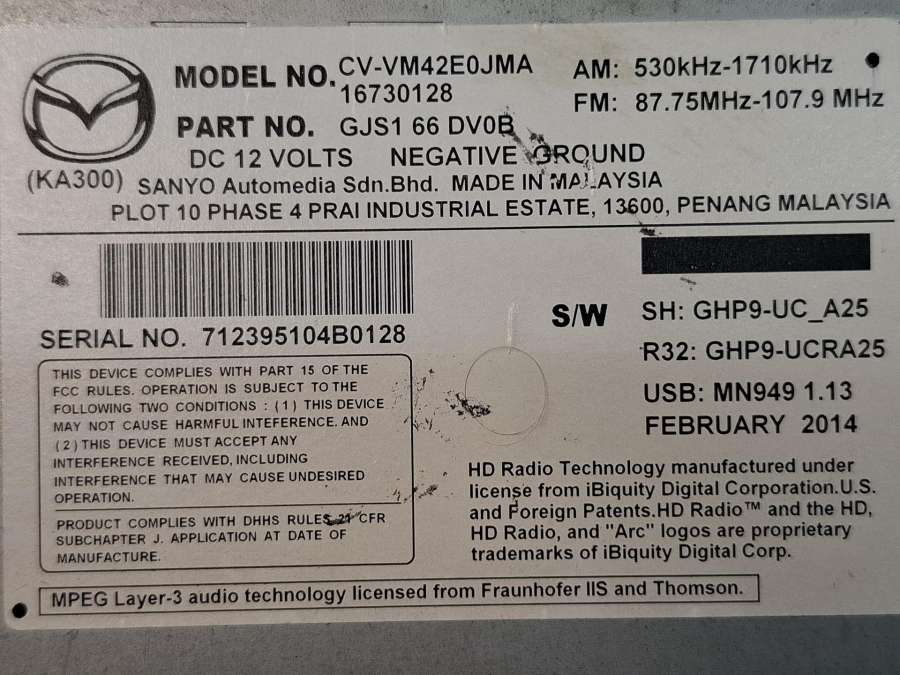 MODEL NO. CV-VM42E0JMA
16730128
AM: 530kHz-1710kHz
FM: 87.75MHz-107.9 MHz
PART NO. GJS1 66 DV0B
DC 12 VOLTS NEGATIVE GROUND
(KA300) SANYO Automedia Sdn.Bhd. MADE IN MALAYSIA
PLOT 10 PHASE 4 PRAI INDUSTRIAL ESTATE, 13600, PENANG MALAYSIA
SERIAL NO. 712395104B0128
S/W SH: GHP9-UC_A25
R32: GHP9-UCRA25
USB: MN949 1.13
FEBRUARY 2014
THIS DEVICE COMPLIES WITH PART 15 OF THE
FCC RULES. OPERATION IS SUBJECT TO THE
FOLLOWING TWO CONDITIONS : (1) THIS DEVICE
MAY NOT CAUSE HARMFUL INTEFERENCE. AND
(2) THIS DEVICE MUST ACCEPT ANY
INTERFERENCE RECEIVED, INCLUDING
INTERFERENCE THAT MAY CAUSE UNDESIRED
OPERATION.
PRODUCT COMPLIES WITH DHHS RULES 21 CFR
SUBCHAPTER J. APPLICATION AT DATE OF
MANUFACTURE.
HD Radio Technology manufactured under
license from iBiquity Digital Corporation.U.S.
and Foreign Patents.HD Radio™ and the HD,
HD Radio, and "Arc" logos are proprietary
trademarks of iBiquity Digital Corp.
MPEG Layer-3 audio technology licensed from Fraunhofer IIS and Thomson.